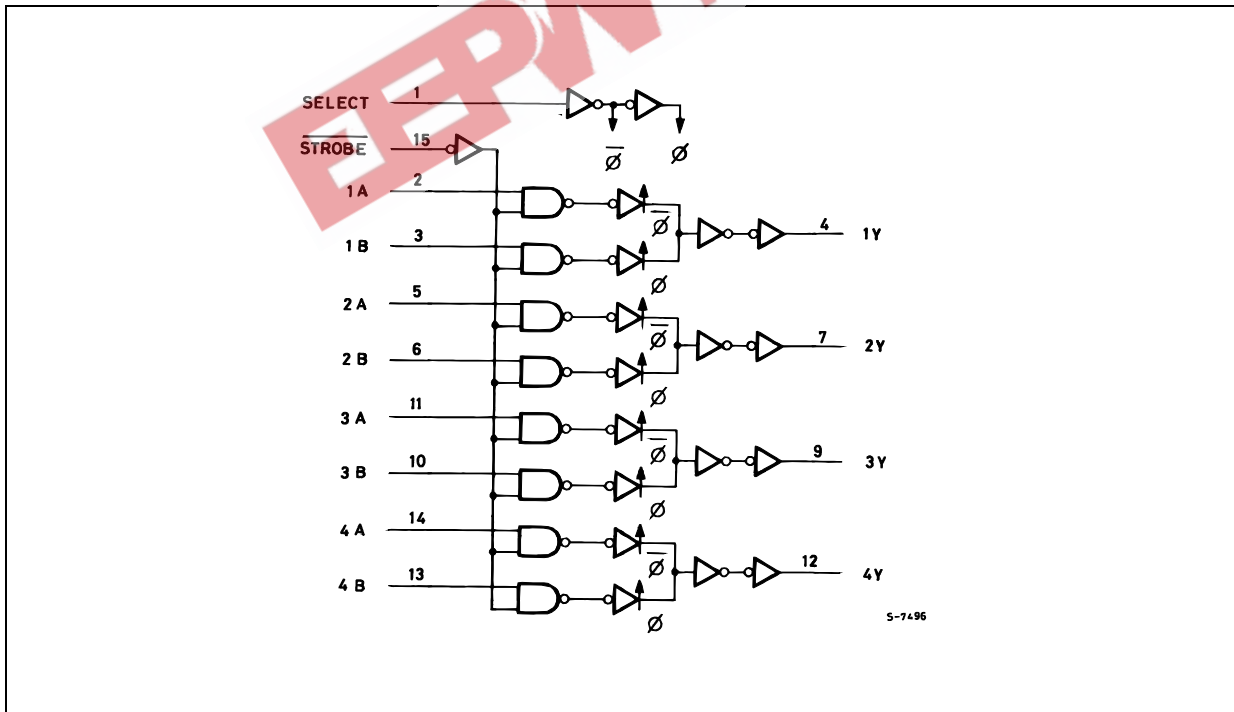 EEPW
SELECT 1
STROBE 15
Ø Ø
1A 2
Ø
4 1Y
1B 3
Ø
2A 5
Ø
7 2Y
2B 6
Ø
3A 11
Ø
9 3Y
3B 10
Ø
4A 14
Ø
12 4Y
4B 13
Ø
S-7496